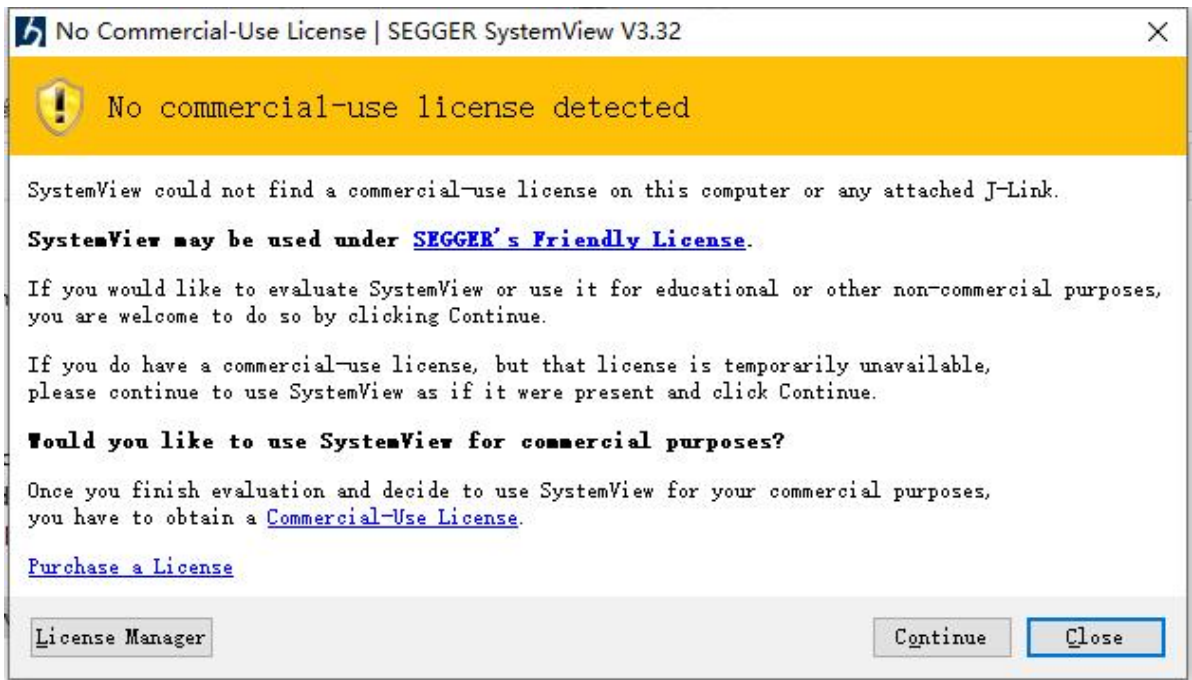 No Commercial-Use License | SEGGER SystemView V3.32
No commercial-use license detected
SystemView could not find a commercial-use license on this computer or any attached J-Link.
SystemView may be used under SEGGER's Friendly License.
If you would like to evaluate SystemView or use it for educational or other non-commercial purposes,
you are welcome to do so by clicking Continue.
If you do have a commercial-use license, but that license is temporarily unavailable,
please continue to use SystemView as if it were present and click Continue.
Would you like to use SystemView for commercial purposes?
Once you finish evaluation and decide to use SystemView for your commercial purposes,
you have to obtain a Commercial-Use License.
Purchase a License
License Manager
Continue
Close